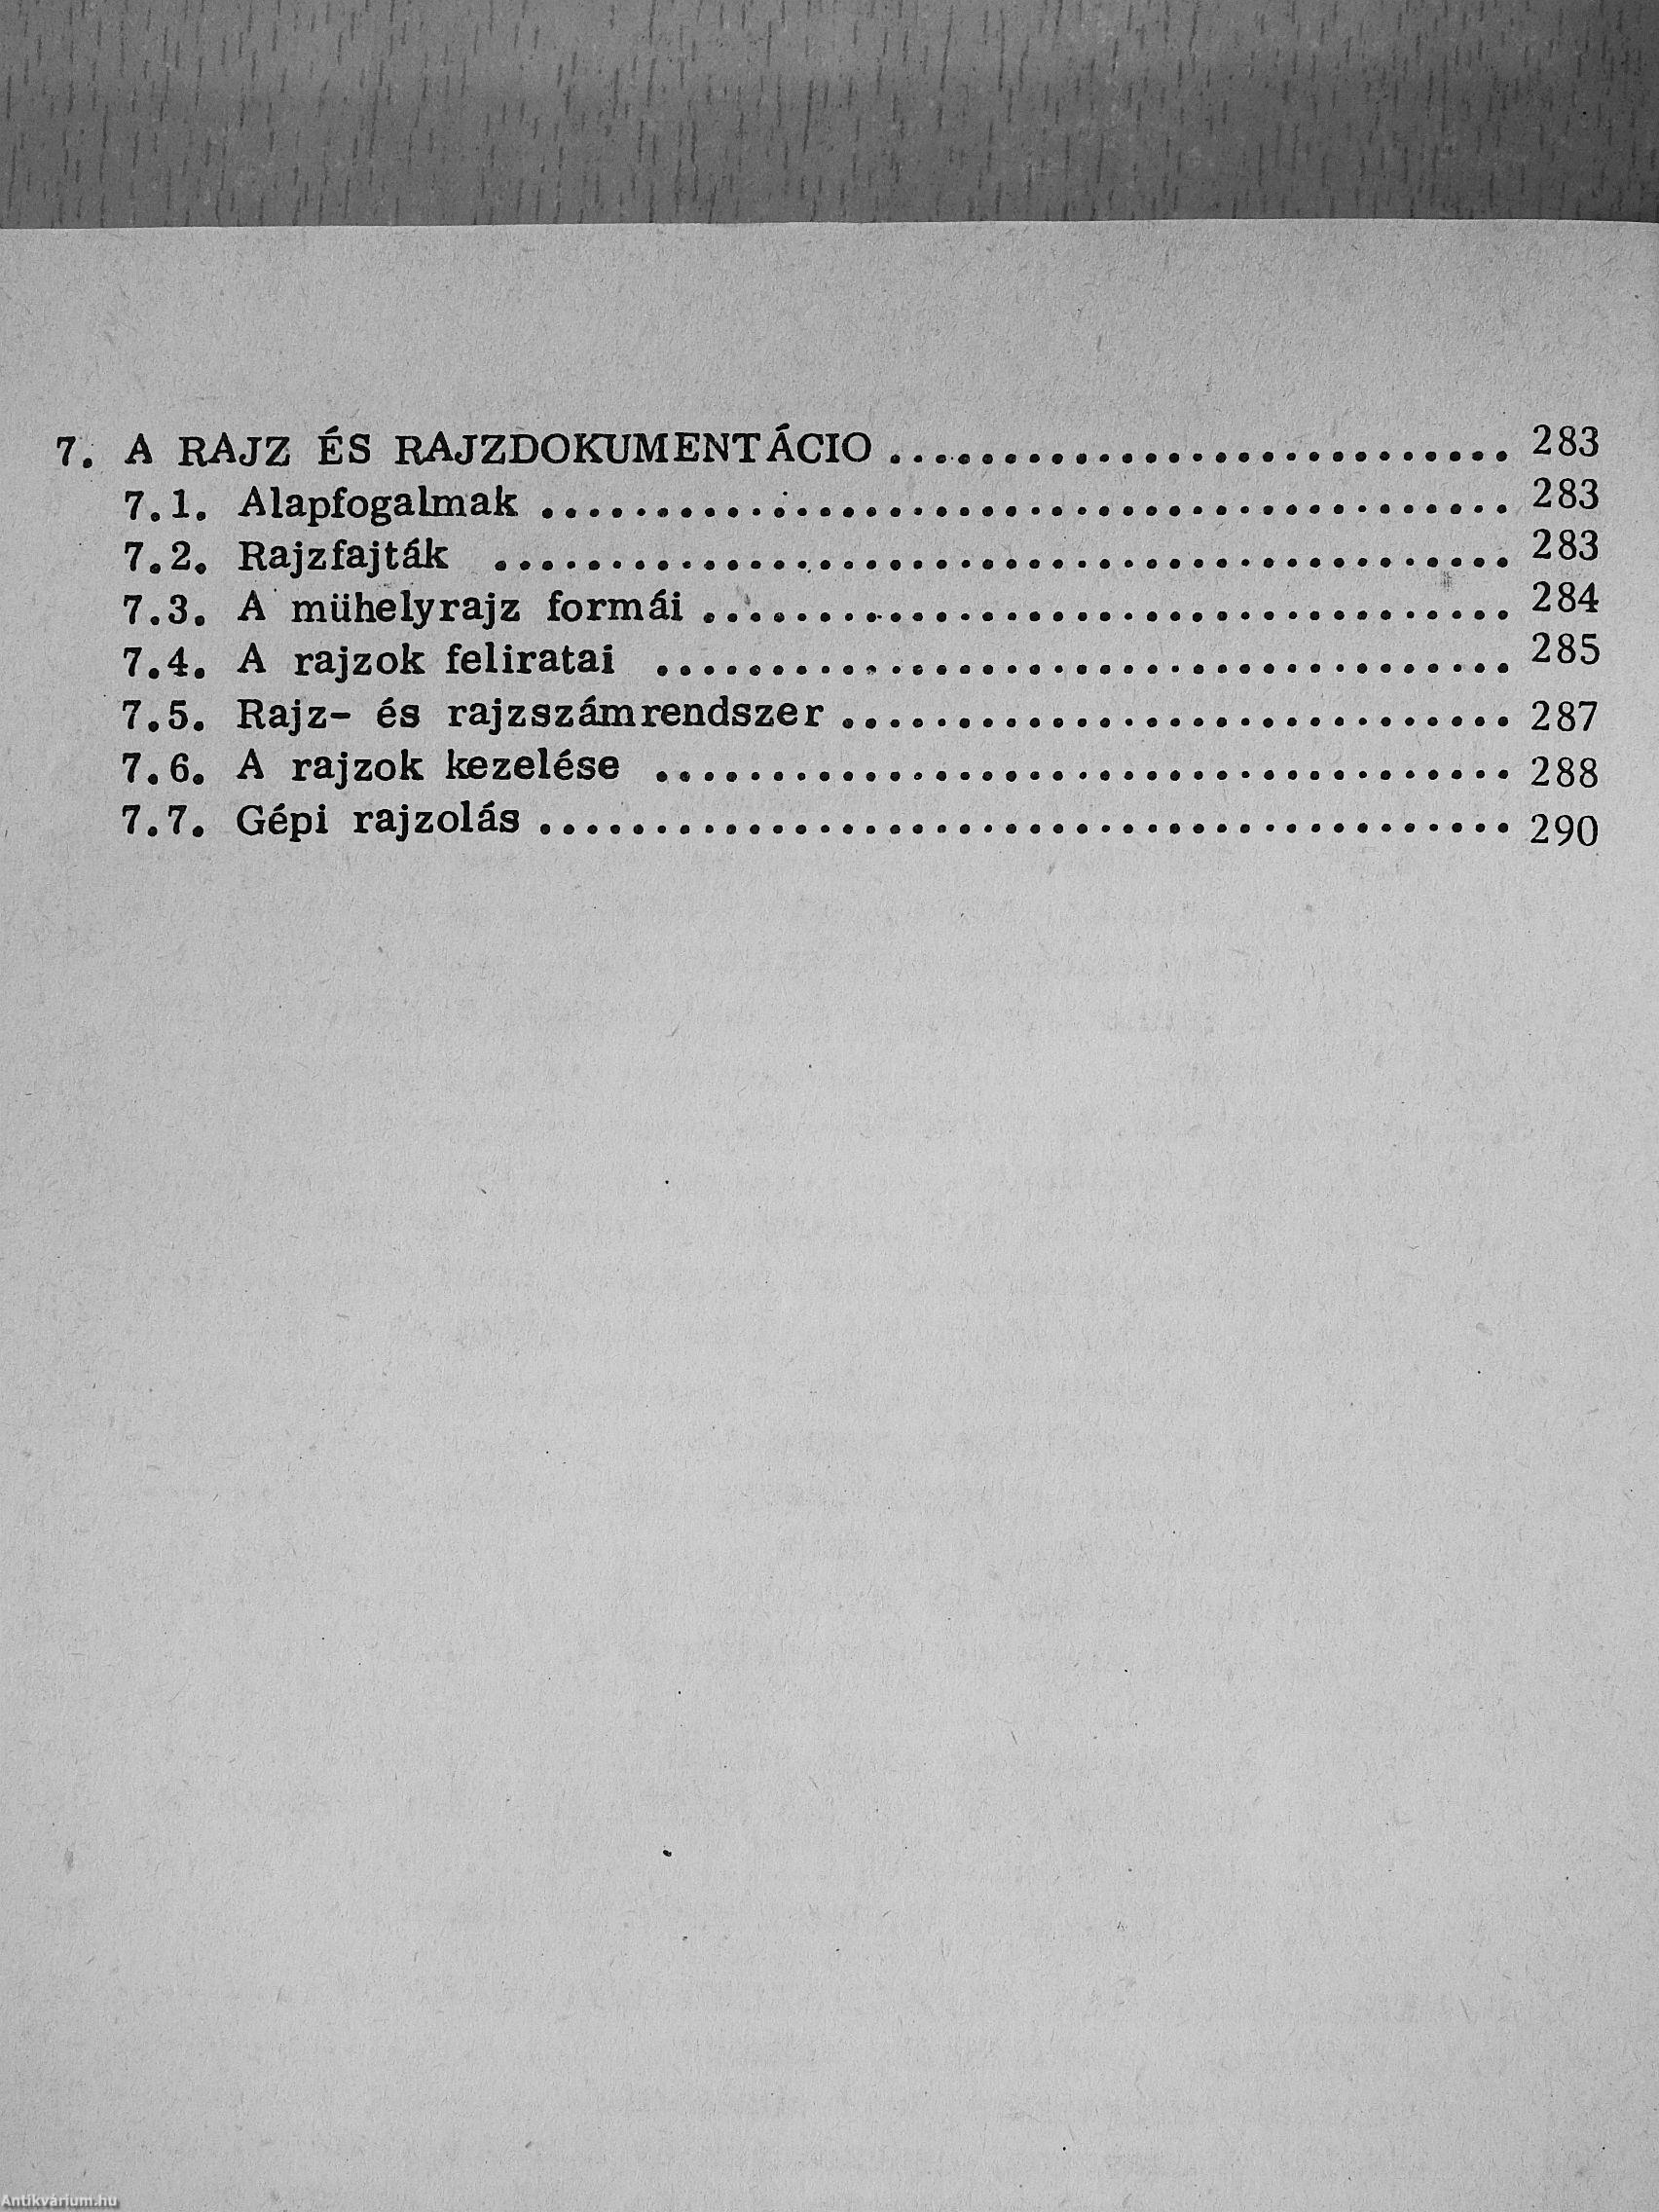 7. A RAJZ ÉS RAJZDOKUMENTÁCIO ........................... 283
7.1. Alapfogalmak .......................................... 283
7.2. Rajzfajták ............................................ 283
7.3. A mühelyrajz formái ................................... 284
7.4. A rajzok feliratai ..................................... 285
7.5. Rajz- és rajzszámrendszer ............................. 287
7.6. A rajzok kezelése ..................................... 288
7.7. Gépi rajzolás .......................................... 290
Antikvárium.hu